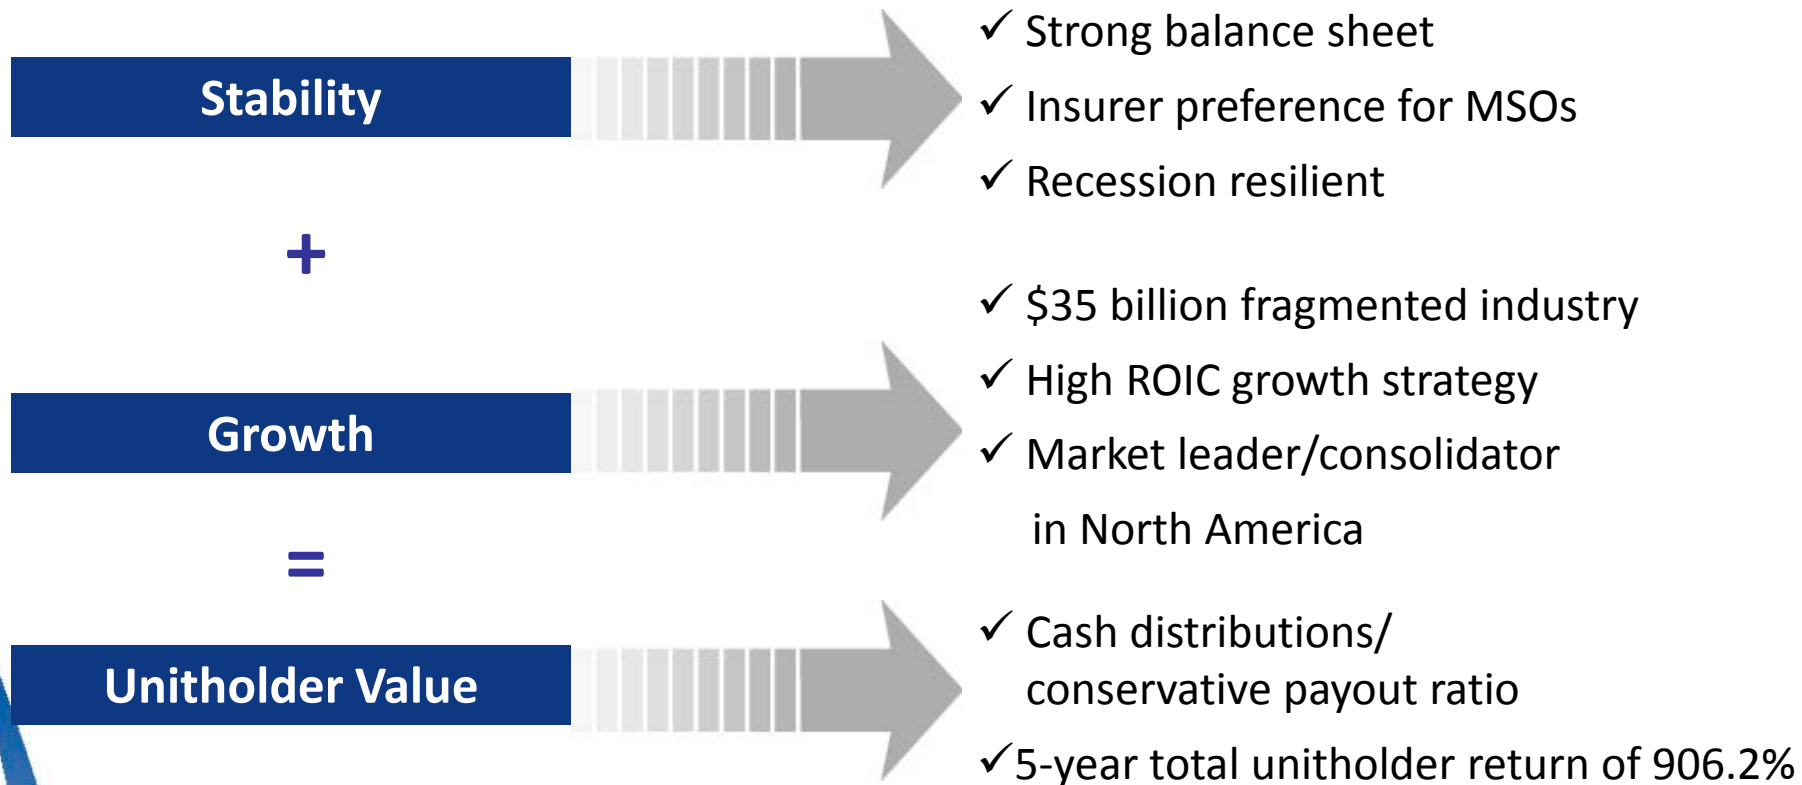 Stability
✓ Strong balance sheet
✓ Insurer preference for MSOs
✓ Recession resilient
+
Growth
✓ $35 billion fragmented industry
✓ High ROIC growth strategy
✓ Market leader/consolidator
in North America
=
Unitholder Value
✓ Cash distributions/
conservative payout ratio
✓5-year total unitholder return of 906.2%